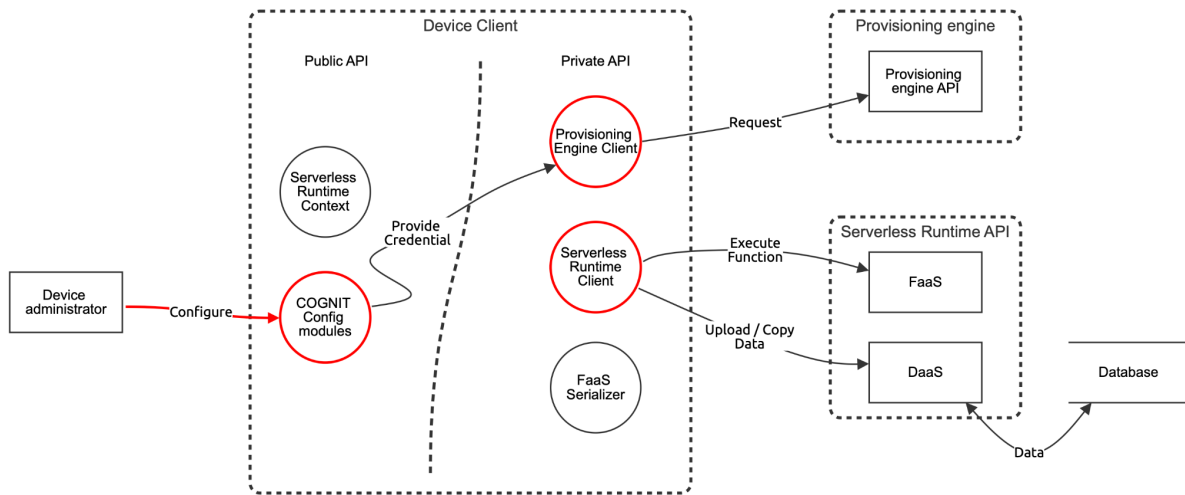 Device Client
Public API
Private API
Provisioning engine
Provisioning
engine API
Provisioning
Engine Client
Request
Serverless
Runtime
Context
Provide
Credential
Serverless Runtime API
Serverless
Runtime
Client
Execute
Function
FaaS
Device
administrator
Configure
COGNIT
Config
modules
Upload / Copy
Data
DaaS
Database
FaaS
Serializer
Data